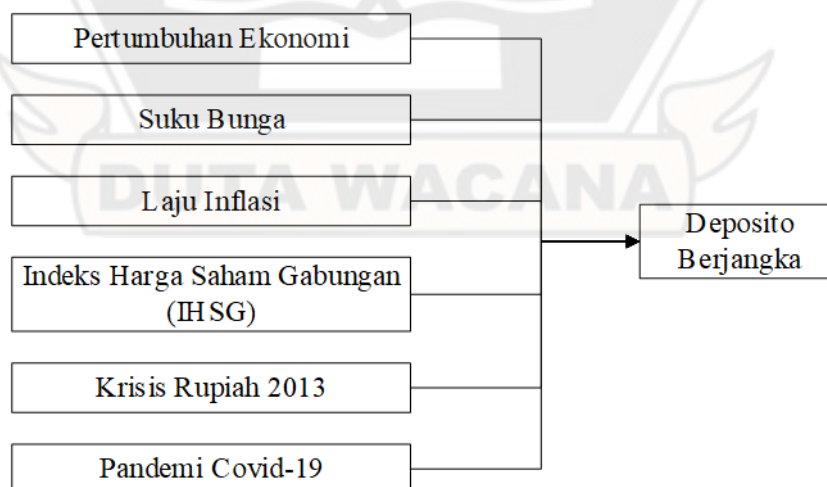 Pertumbuhan Ekonomi
Suku Bunga
Laju Inflasi
Indeks Harga Saham Gabungan
(IHSG)
Krisis Rupiah 2013
Pandemi Covid-19
Deposito
Berjangka
DUTA WACANA